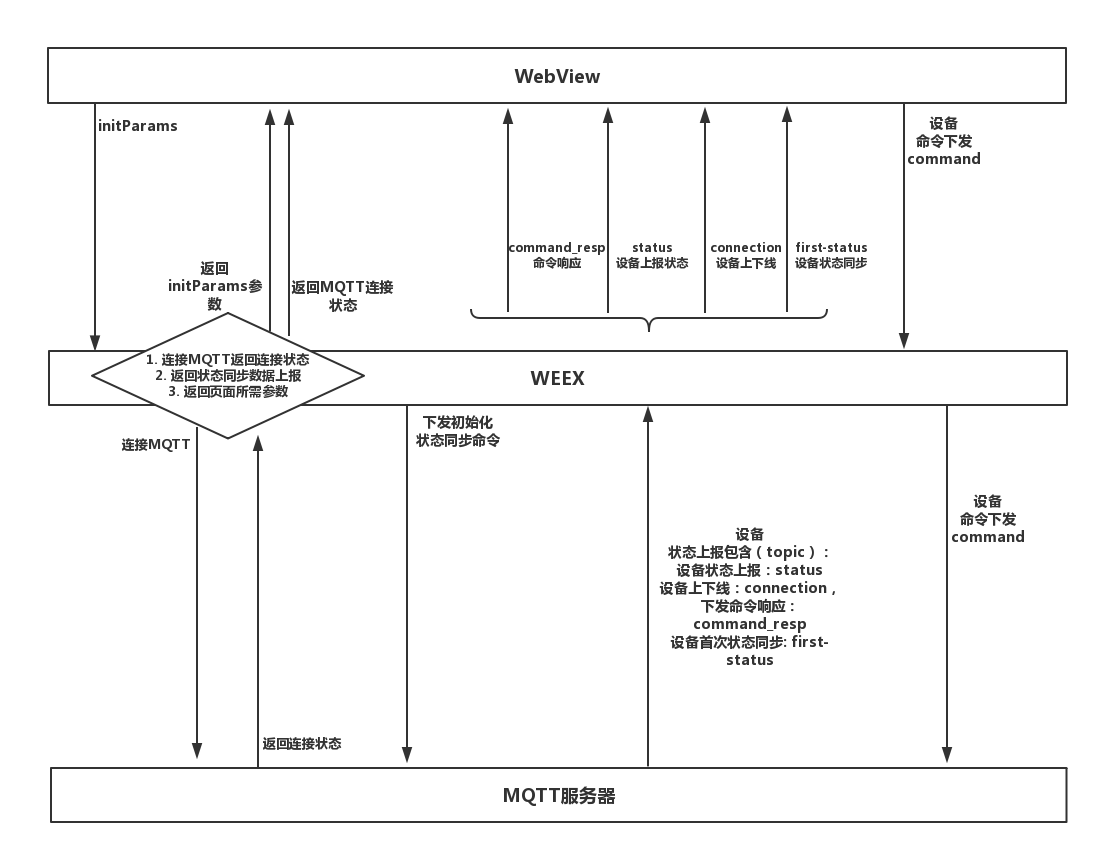 WebView
initParams
设备
命令下发
command
command_resp
命令响应
status
设备上报状态
connection
设备上下线
first-status
设备状态同步
返回
initParams参
数
返回MQTT连接
状态
1. 连接MQTT返回连接状态
2. 返回状态同步数据上报
3. 返回页面所需参数
WEEX
连接MQTT
下发初始化
状态同步命令
设备
命令下发
command
设备
状态上报包含（topic）：
设备状态上报：status
设备上下线：connection，
下发命令响应：
command_resp
设备首次状态同步: first-
status
返回连接状态
MQTT服务器